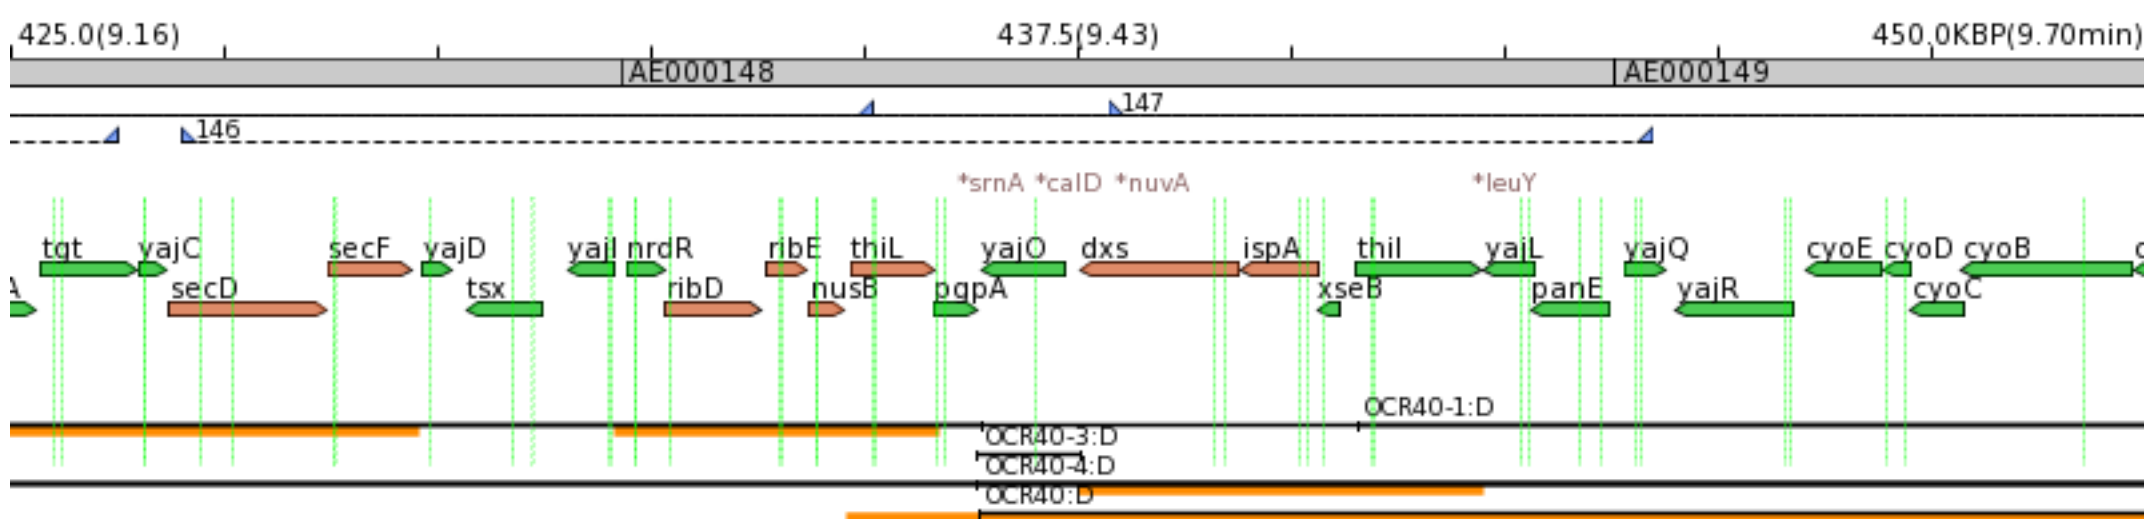 425.0(9.16) 437.5(9.43) 450.0KBP(9.70min)
AE000148 AE000149
147
146
*srnA *calD *nuvA *leuY
tgt yajC secF yajD yajI nrdR ribE thiL yajO dxs ispA thiI yajL yajQ cyoE cyoD cyoB
A secD tsx ribD nusB pgpA xseB panE yajR cyoC
OCR40-1:D
OCR40-3:D
OCR40-4:D
OCR40:D